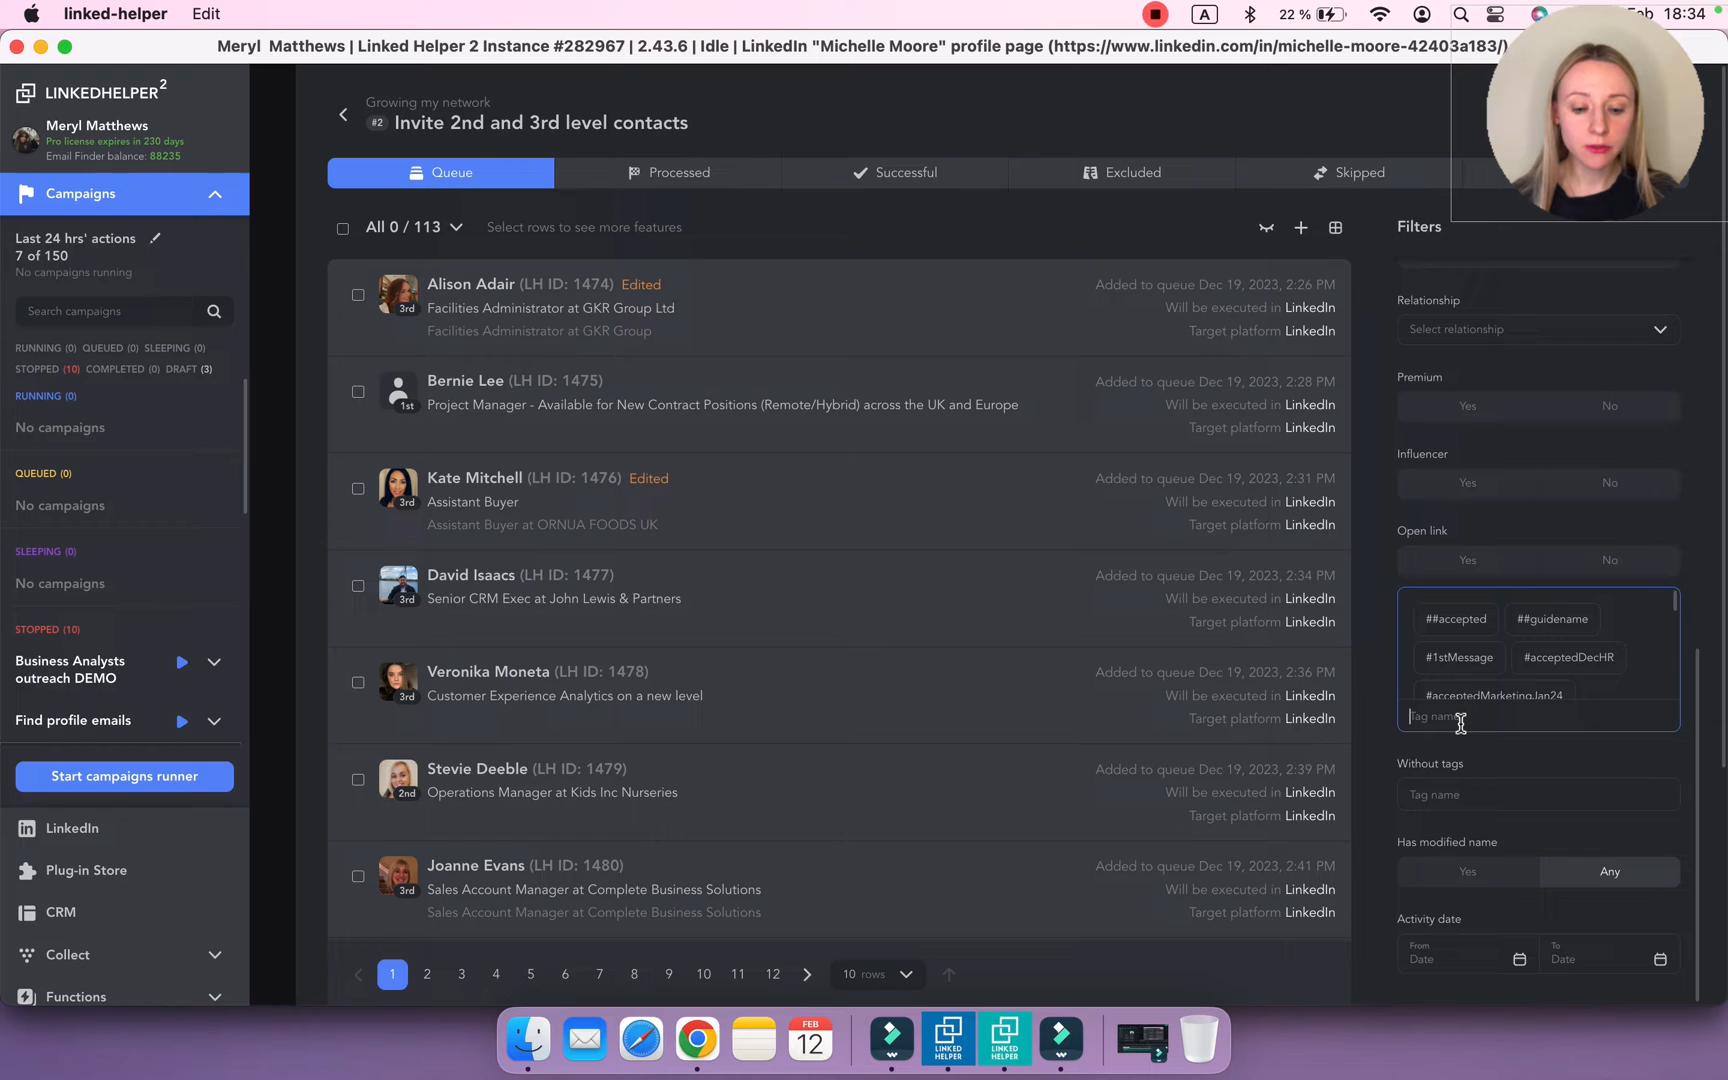 linked-helper Edit
A 22 % Feb 18:34
Meryl Matthews | Linked Helper 2 Instance #282967 | 2.43.6 | Idle | LinkedIn "Michelle Moore" profile page (https://www.linkedin.com/in/michelle-moore-42403a183/)
LINKEDHELPER2
Meryl Matthews
Pro license expires in 230 days
Email Finder balance: 88235
Campaigns
Last 24 hrs' actions
7 of 150
No campaigns running
Search campaigns
RUNNING (0) QUEUED (0) SLEEPING (0)
STOPPED (10) COMPLETED (0) DRAFT (3)
RUNNING (0)
No campaigns
QUEUED (0)
No campaigns
SLEEPING (0)
No campaigns
STOPPED (10)
Business Analysts
outreach DEMO
Find profile emails
Start campaigns runner
LinkedIn
Plug-in Store
CRM
Collect
Functions
Growing my network
#2 Invite 2nd and 3rd level contacts
Queue Processed Successful Excluded Skipped
All 0 / 113 Select rows to see more features
Alison Adair (LH ID: 1474) Edited
Facilities Administrator at GKR Group Ltd
Facilities Administrator at GKR Group
3rd
Added to queue Dec 19, 2023, 2:26 PM
Will be executed in LinkedIn
Target platform LinkedIn
Bernie Lee (LH ID: 1475)
Project Manager - Available for New Contract Positions (Remote/Hybrid) across the UK and Europe
1st
Added to queue Dec 19, 2023, 2:28 PM
Will be executed in LinkedIn
Target platform LinkedIn
Kate Mitchell (LH ID: 1476) Edited
Assistant Buyer
Assistant Buyer at ORNUA FOODS UK
3rd
Added to queue Dec 19, 2023, 2:31 PM
Will be executed in LinkedIn
Target platform LinkedIn
David Isaacs (LH ID: 1477)
Senior CRM Exec at John Lewis & Partners
3rd
Added to queue Dec 19, 2023, 2:34 PM
Will be executed in LinkedIn
Target platform LinkedIn
Veronika Moneta (LH ID: 1478)
Customer Experience Analytics on a new level
3rd
Added to queue Dec 19, 2023, 2:36 PM
Will be executed in LinkedIn
Target platform LinkedIn
Stevie Deeble (LH ID: 1479)
Operations Manager at Kids Inc Nurseries
2nd
Added to queue Dec 19, 2023, 2:39 PM
Will be executed in LinkedIn
Target platform LinkedIn
Joanne Evans (LH ID: 1480)
Sales Account Manager at Complete Business Solutions
Sales Account Manager at Complete Business Solutions
3rd
Added to queue Dec 19, 2023, 2:41 PM
Will be executed in LinkedIn
Target platform LinkedIn
1 2 3 4 5 6 7 8 9 10 11 12 10 rows
Filters
Relationship
Select relationship
Premium
Yes No
Influencer
Yes No
Open link
Yes No
##accepted ##guidename
#1stMessage #acceptedDecHR
#acceptedMarketingJan24
Tag name
Without tags
Tag name
Has modified name
Yes Any
Activity date
From To
Date Date
LINKED HELPER
LINKED HELPER
FEB
12